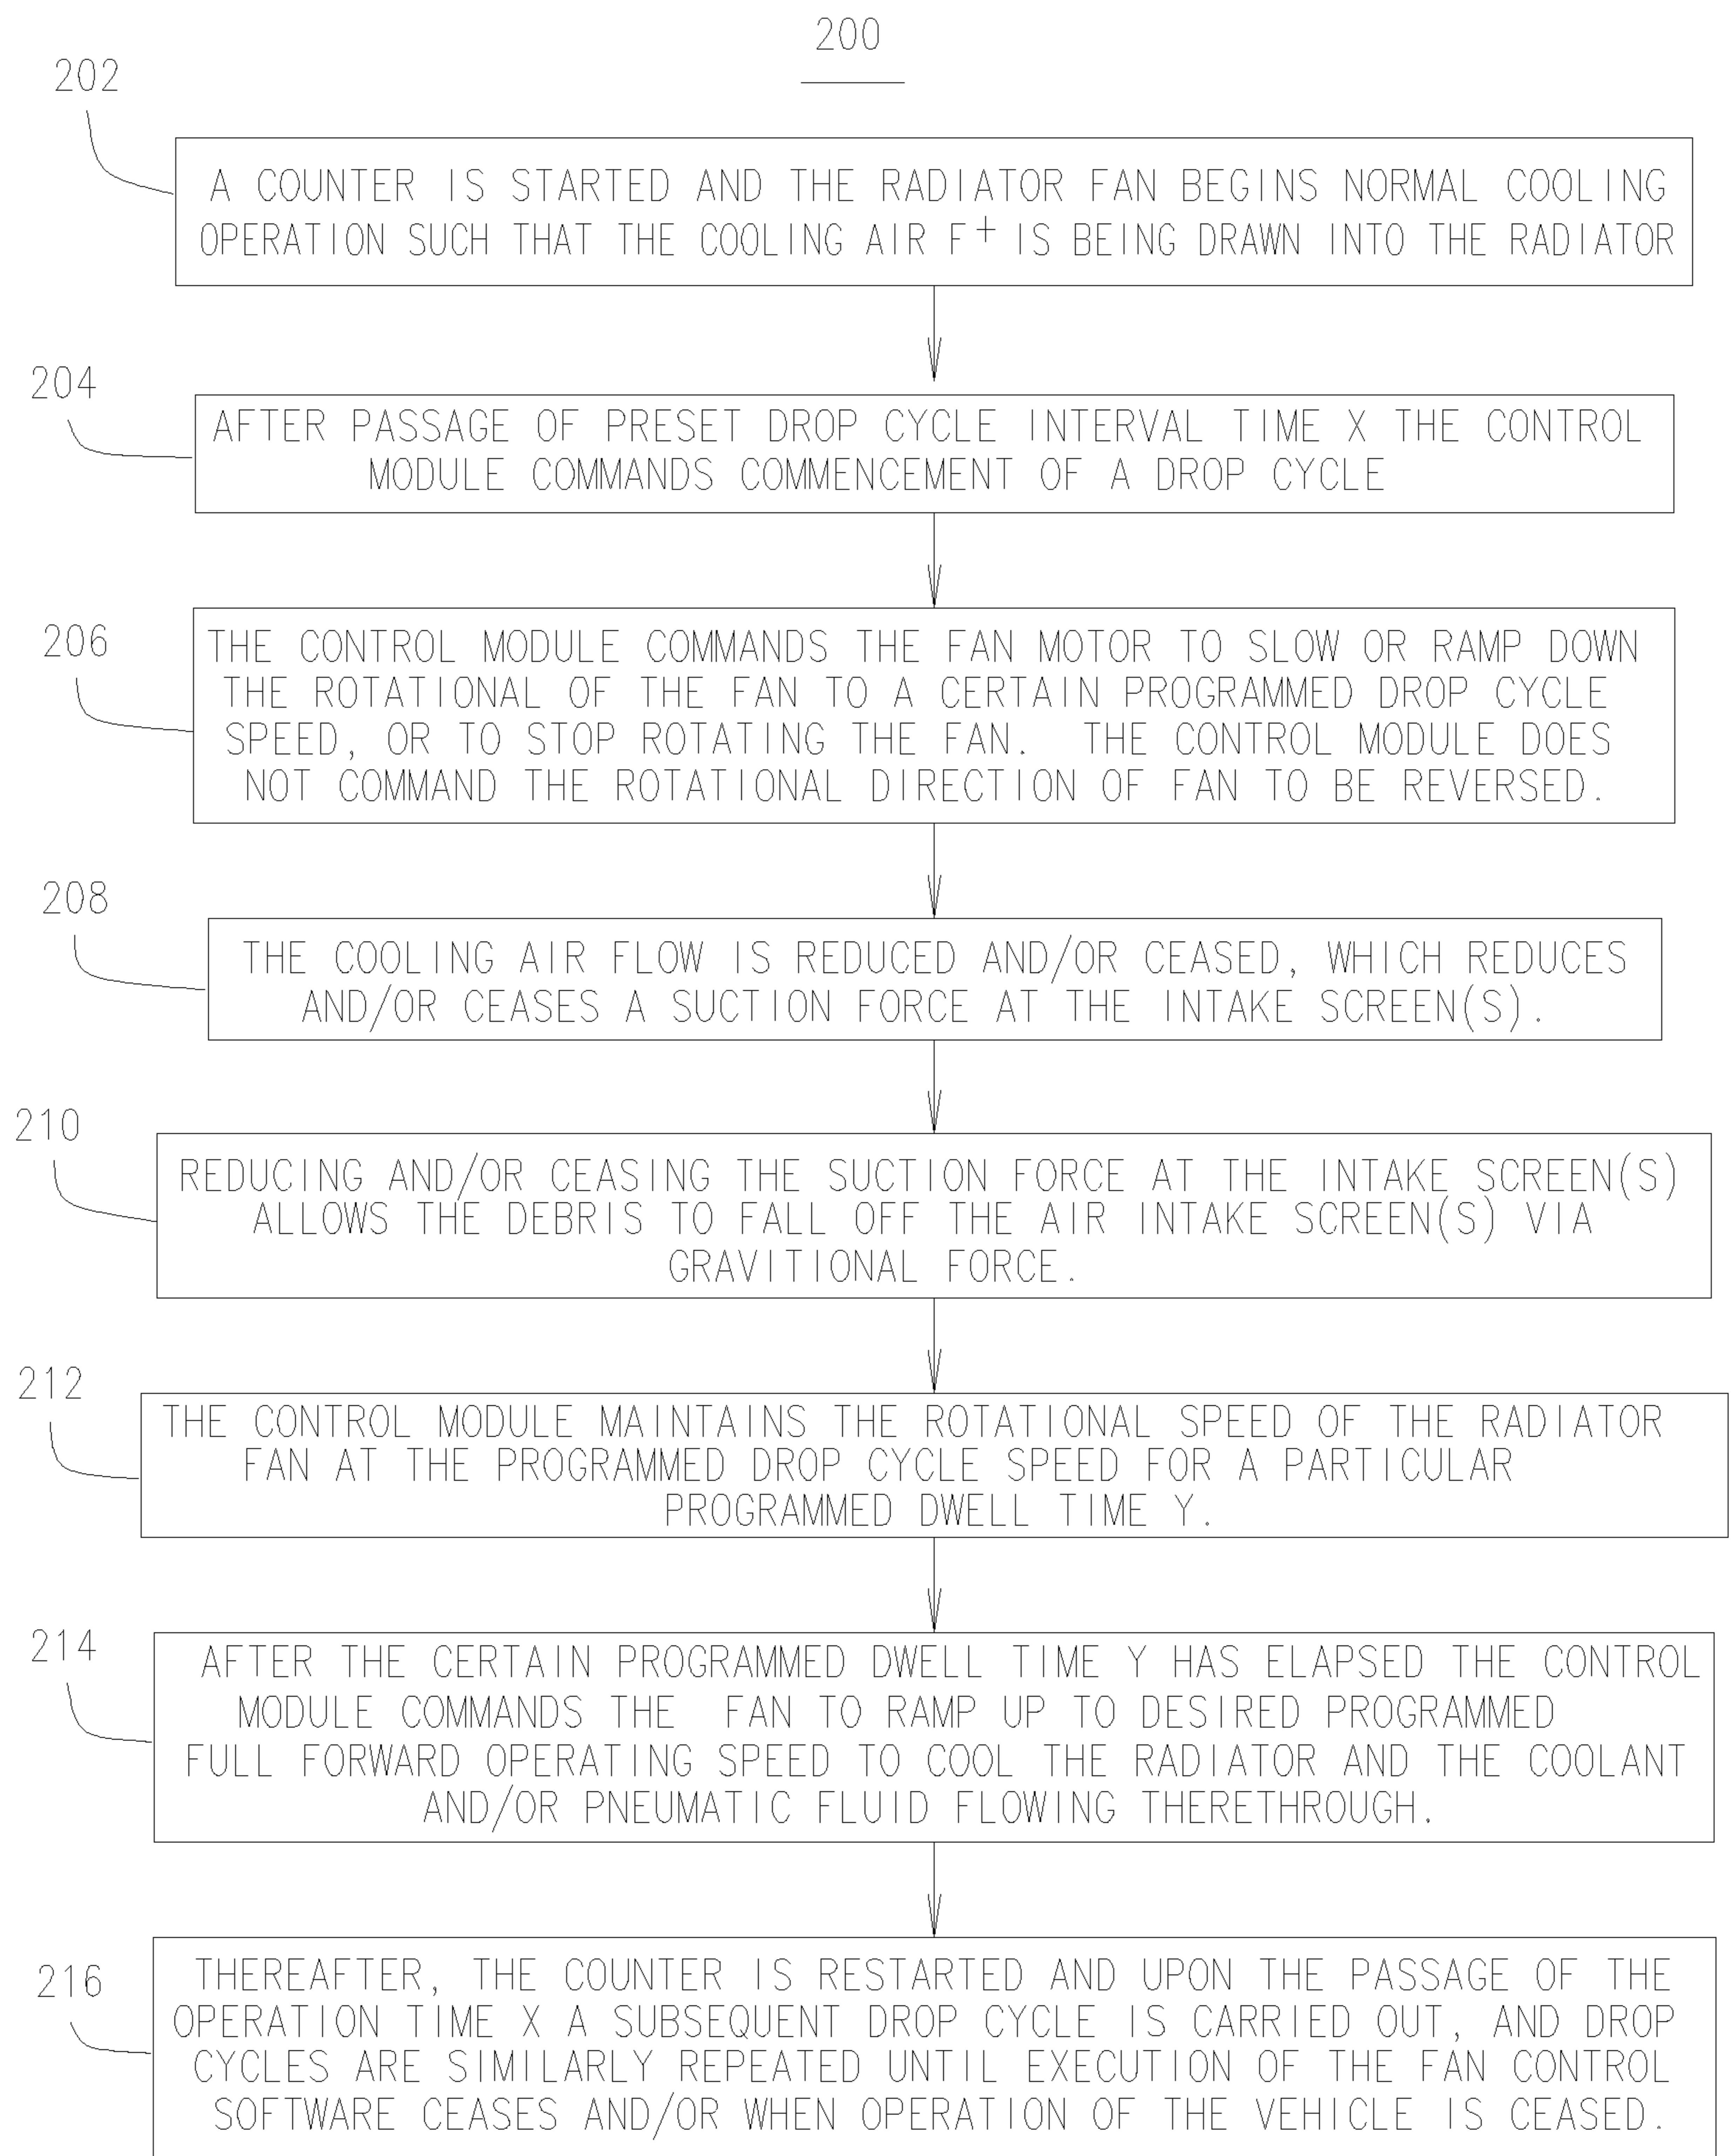 200
202
A COUNTER IS STARTED AND THE RADIATOR FAN BEGINS NORMAL COOLING
OPERATION SUCH THAT THE COOLING AIR F+ IS BEING DRAWN INTO THE RADIATOR
204
AFTER PASSAGE OF PRESET DROP CYCLE INTERVAL TIME X THE CONTROL
MODULE COMMANDS COMMENCEMENT OF A DROP CYCLE
206
THE CONTROL MODULE COMMANDS THE FAN MOTOR TO SLOW OR RAMP DOWN
THE ROTATIONAL OF THE FAN TO A CERTAIN PROGRAMMED DROP CYCLE
SPEED, OR TO STOP ROTATING THE FAN. THE CONTROL MODULE DOES
NOT COMMAND THE ROTATIONAL DIRECTION OF FAN TO BE REVERSED.
208
THE COOLING AIR FLOW IS REDUCED AND/OR CEASED, WHICH REDUCES
AND/OR CEASES A SUCTION FORCE AT THE INTAKE SCREEN(S).
210
REDUCING AND/OR CEASING THE SUCTION FORCE AT THE INTAKE SCREEN(S)
ALLOWS THE DEBRIS TO FALL OFF THE AIR INTAKE SCREEN(S) VIA
GRAVITIONAL FORCE.
212
THE CONTROL MODULE MAINTAINS THE ROTATIONAL SPEED OF THE RADIATOR
FAN AT THE PROGRAMMED DROP CYCLE SPEED FOR A PARTICULAR
PROGRAMMED DWELL TIME Y.
214
AFTER THE CERTAIN PROGRAMMED DWELL TIME Y HAS ELAPSED THE CONTROL
MODULE COMMANDS THE FAN TO RAMP UP TO DESIRED PROGRAMMED
FULL FORWARD OPERATING SPEED TO COOL THE RADIATOR AND THE COOLANT
AND/OR PNEUMATIC FLUID FLOWING THERETHROUGH.
216
THEREAFTER, THE COUNTER IS RESTARTED AND UPON THE PASSAGE OF THE
OPERATION TIME X A SUBSEQUENT DROP CYCLE IS CARRIED OUT, AND DROP
CYCLES ARE SIMILARLY REPEATED UNTIL EXECUTION OF THE FAN CONTROL
SOFTWARE CEASES AND/OR WHEN OPERATION OF THE VEHICLE IS CEASED.